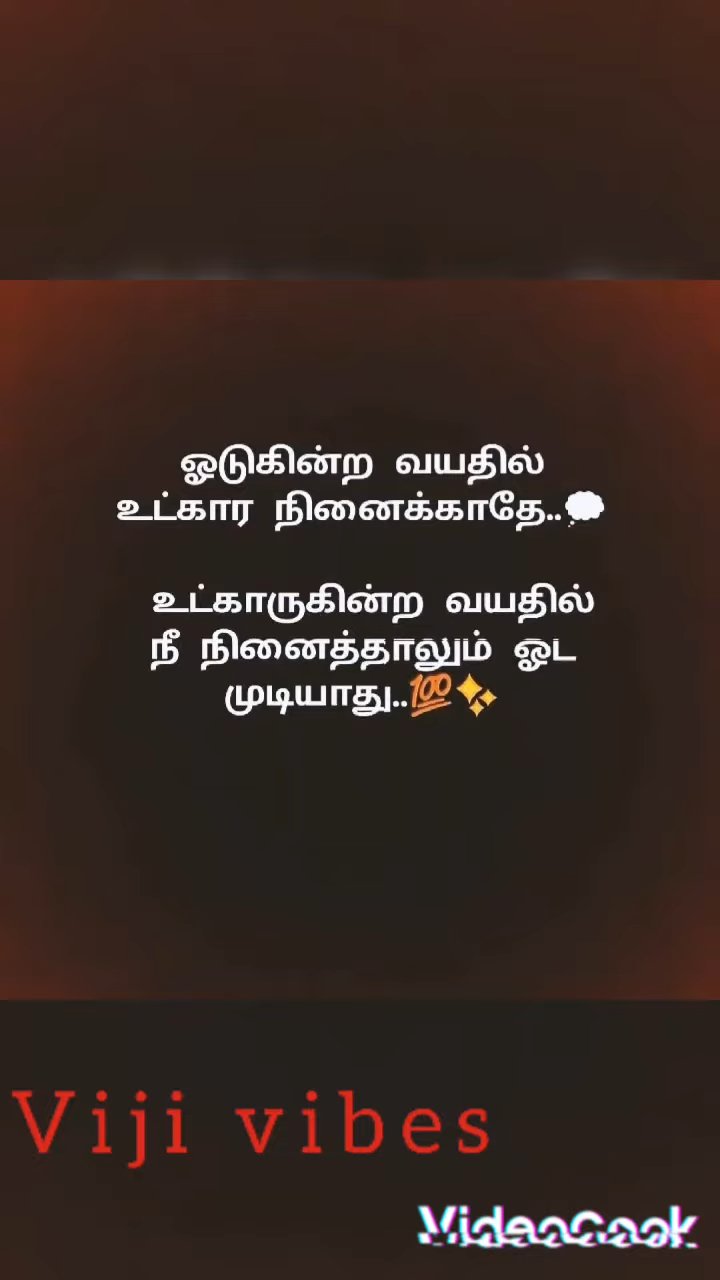 ஓடுகின்ற வயதில்
உட்கார நினைக்காதே..💭
உட்காருகின்ற வயதில்
நீ நினைத்தாலும் ஓட
முடியாது..💯✨
Viji vibes
VideoCook